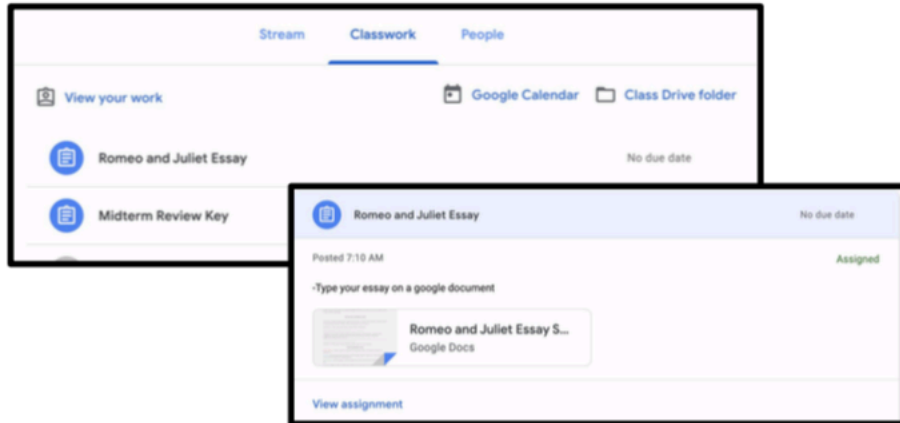 Stream Classwork People
View your work Google Calendar Class Drive folder
Romeo and Juliet Essay No due date
Midterm Review Key
Romeo and Juliet Essay No due date
Posted 7:10 AM Assigned
-Type your essay on a google document
Romeo and Juliet Essay S...
Google Docs
View assignment